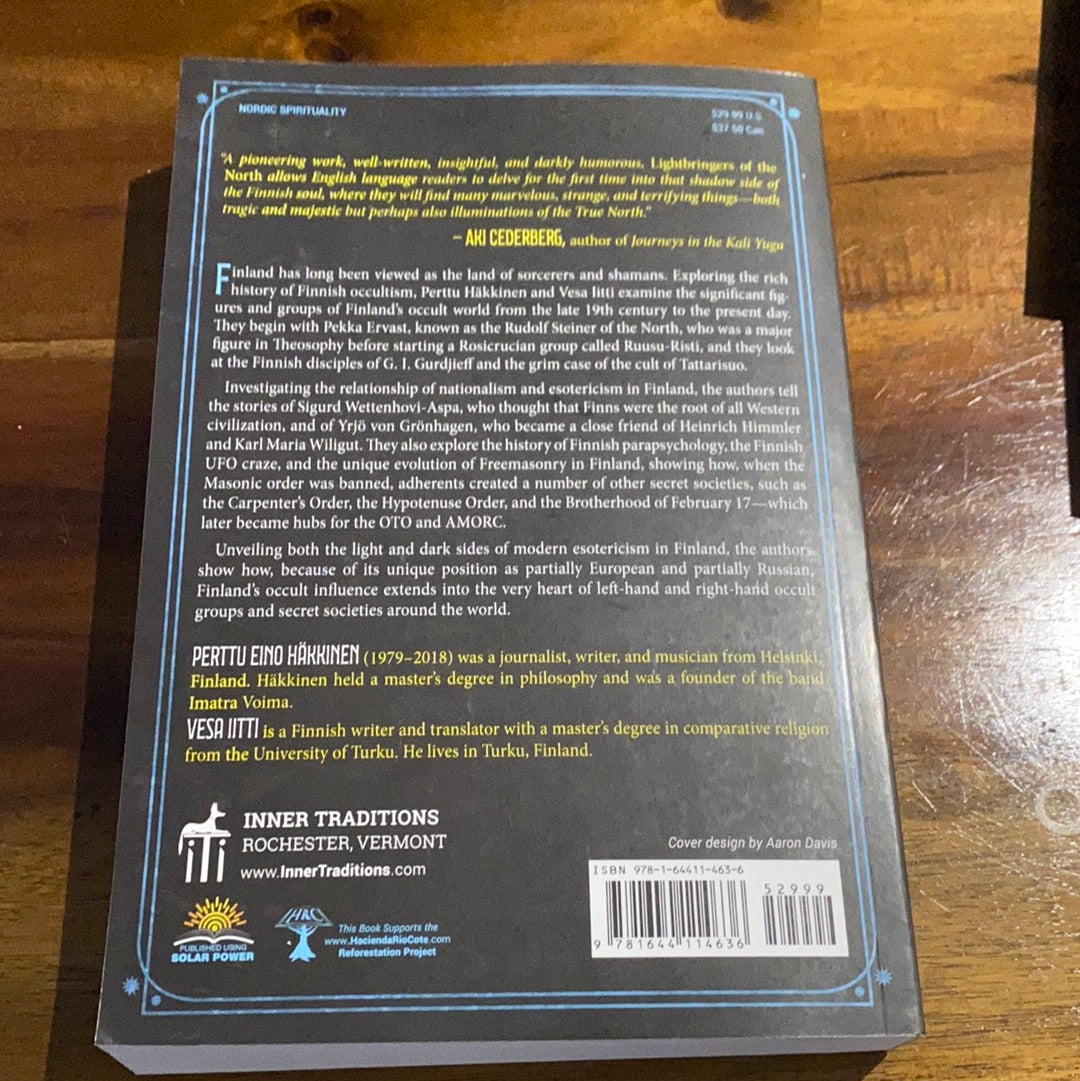 NORDIC SPIRITUALITY
$29.99 U.S.
$37.50 Can
"A pioneering work, well-written, insightful, and darkly humorous, Lightbringers of the
North allows English language readers to delve for the first time into that shadow side of
the Finnish soul, where they will find many marvelous, strange, and terrifying things—both
tragic and majestic but perhaps also illuminations of the True North."
– AKI CEDERBERG, author of Journeys in the Kali Yuga
Finland has long been viewed as the land of sorcerers and shamans. Exploring the rich
history of Finnish occultism, Perttu Häkkinen and Vesa Iitti examine the significant fig-
ures and groups of Finland's occult world from the late 19th century to the present day.
They begin with Pekka Ervast, known as the Rudolf Steiner of the North, who was a major
figure in Theosophy before starting a Rosicrucian group called Ruusu-Risti, and they look
at the Finnish disciples of G. I. Gurdjieff and the grim case of the cult of Tattarisuo.
Investigating the relationship of nationalism and esotericism in Finland, the authors tell
the stories of Sigurd Wettenhovi-Aspa, who thought that Finns were the root of all Western
civilization, and of Yrjö von Grönhagen, who became a close friend of Heinrich Himmler
and Karl Maria Wiligut. They also explore the history of Finnish parapsychology, the Finnish
UFO craze, and the unique evolution of Freemasonry in Finland, showing how, when the
Masonic order was banned, adherents created a number of other secret societies, such as
the Carpenter's Order, the Hypotenuse Order, and the Brotherhood of February 17—which
later became hubs for the OTO and AMORC.
Unveiling both the light and dark sides of modern esotericism in Finland, the authors
show how, because of its unique position as partially European and partially Russian,
Finland's occult influence extends into the very heart of left-hand and right-hand occult
groups and secret societies around the world.
PERTTU EINO HÄKKINEN (1979–2018) was a journalist, writer, and musician from Helsinki,
Finland. Häkkinen held a master's degree in philosophy and was a founder of the band
Imatra Voima.
VESA IITTI is a Finnish writer and translator with a master's degree in comparative religion
from the University of Turku. He lives in Turku, Finland.
iTi
INNER TRADITIONS
ROCHESTER, VERMONT
www.InnerTraditions.com
Cover design by Aaron Davis
ISBN 978-1-64411-463-6
52999
9 781644 114636
PUBLISHED USING
SOLAR POWER
HRC
This Book Supports the
www.HaciendaRioCote.com
Reforestation Project